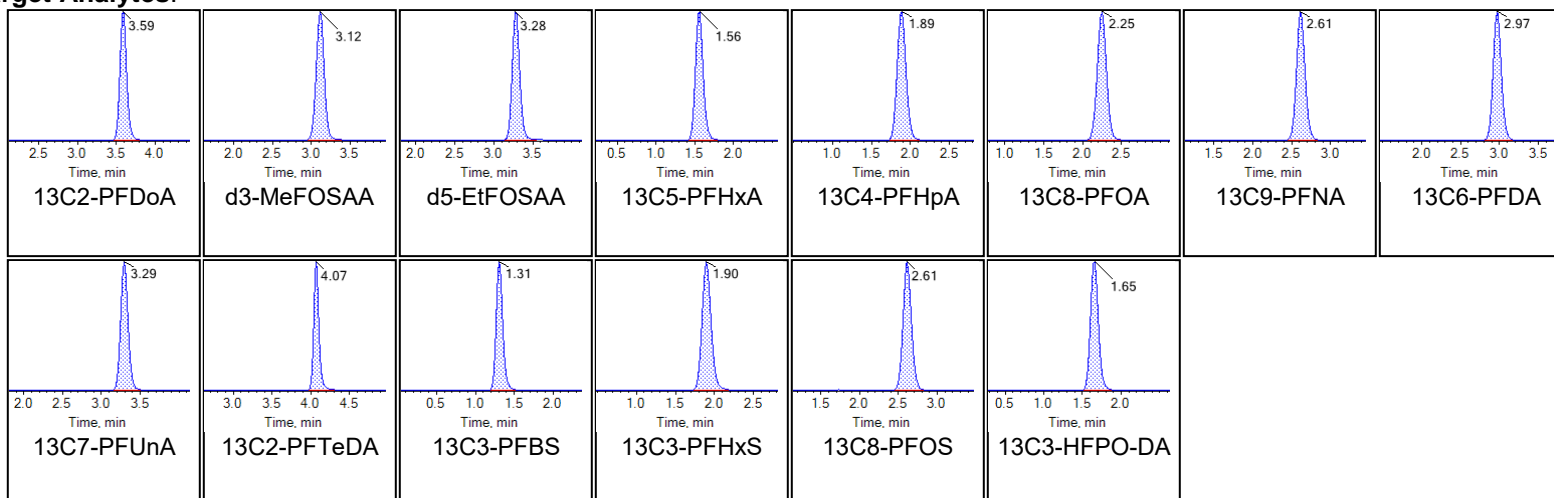 rget Analytes:
3.59 3.12 3.28 1.56 1.89 2.25 2.61 2.97
2.5 3.0 3.5 4.0 2.0 2.5 3.0 3.5 2.0 2.5 3.0 3.5 0.5 1.0 1.5 2.0 1.0 1.5 2.0 2.5 1.0 1.5 2.0 2.5 1.5 2.0 2.5 3.0 2.0 2.5 3.0 3.5
Time, min Time, min Time, min Time, min Time, min Time, min Time, min Time, min
13C2-PFDoA d3-MeFOSAA d5-EtFOSAA 13C5-PFHxA 13C4-PFHpA 13C8-PFOA 13C9-PFNA 13C6-PFDA
3.29 4.07 1.31 1.90 2.61 1.65
2.0 2.5 3.0 3.5 3.0 3.5 4.0 4.5 0.5 1.0 1.5 2.0 1.0 1.5 2.0 2.5 1.5 2.0 2.5 3.0 0.5 1.0 1.5 2.0
Time, min Time, min Time, min Time, min Time, min Time, min
13C7-PFUnA 13C2-PFTeDA 13C3-PFBS 13C3-PFHxS 13C8-PFOS 13C3-HFPO-DA